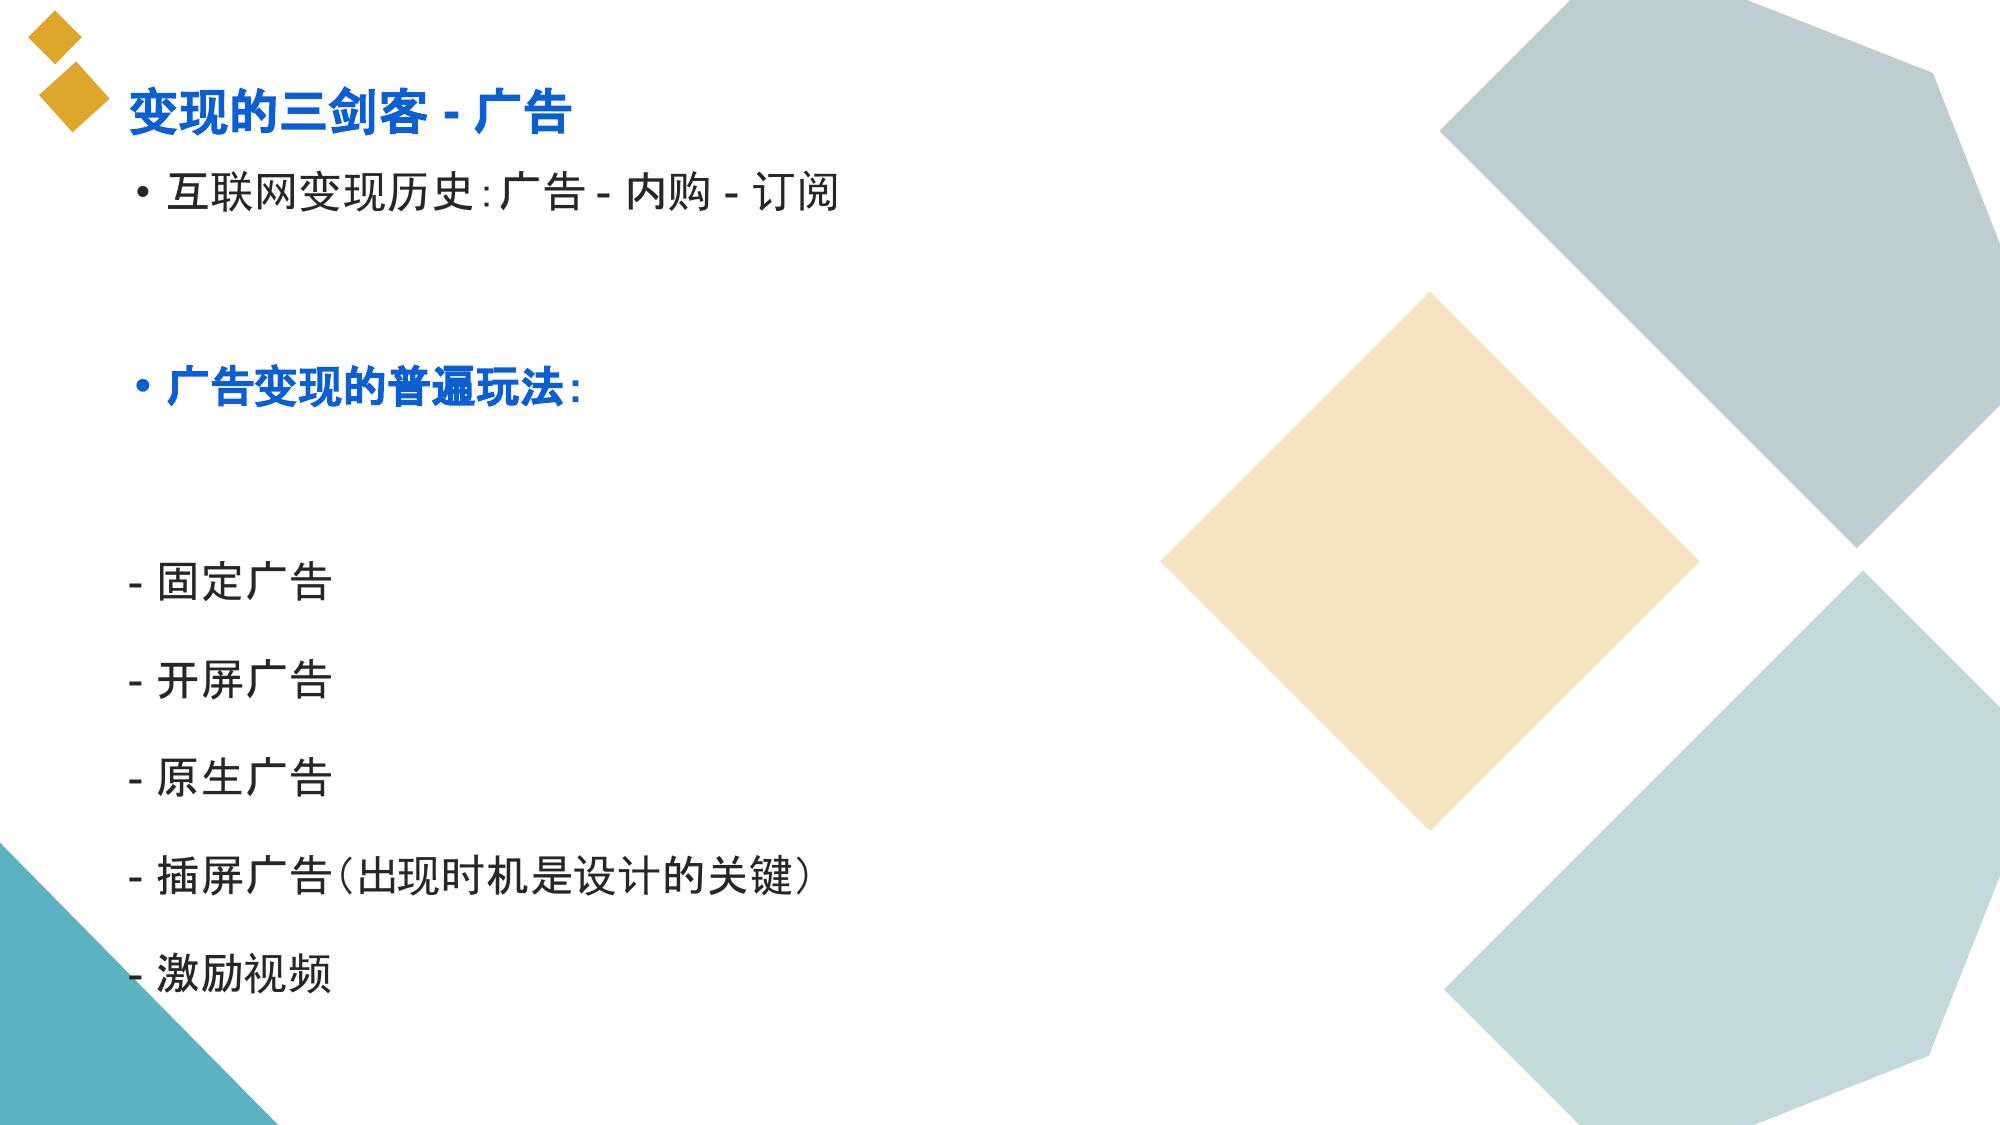 变现的三剑客 - 广告
• 互联网变现历史：广告 - 内购 - 订阅
• 广告变现的普遍玩法：
- 固定广告
- 开屏广告
- 原生广告
- 插屏广告（出现时机是设计的关键）
- 激励视频